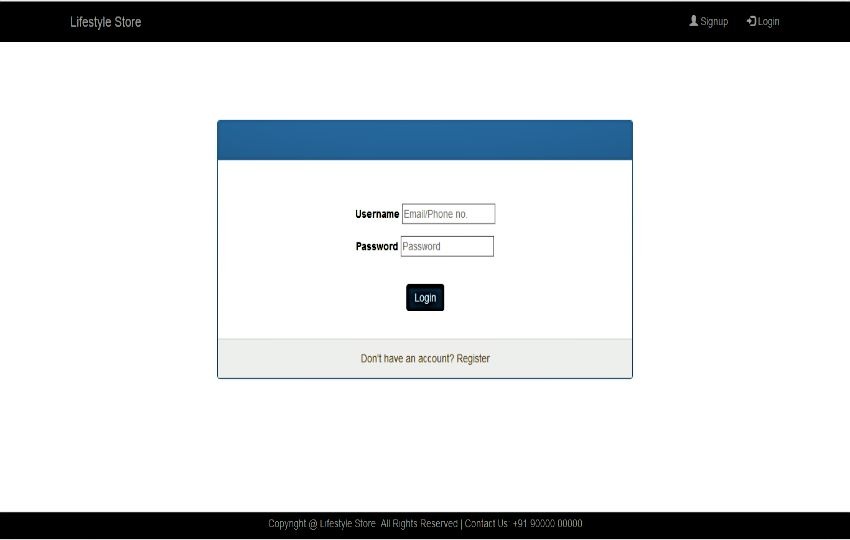 Lifestyle Store
Signup Login
Username Email/Phone no.
Password Password
Login
Don't have an account? Register
Copyright @ Lifestyle Store. All Rights Reserved | Contact Us: +91 90000 00000